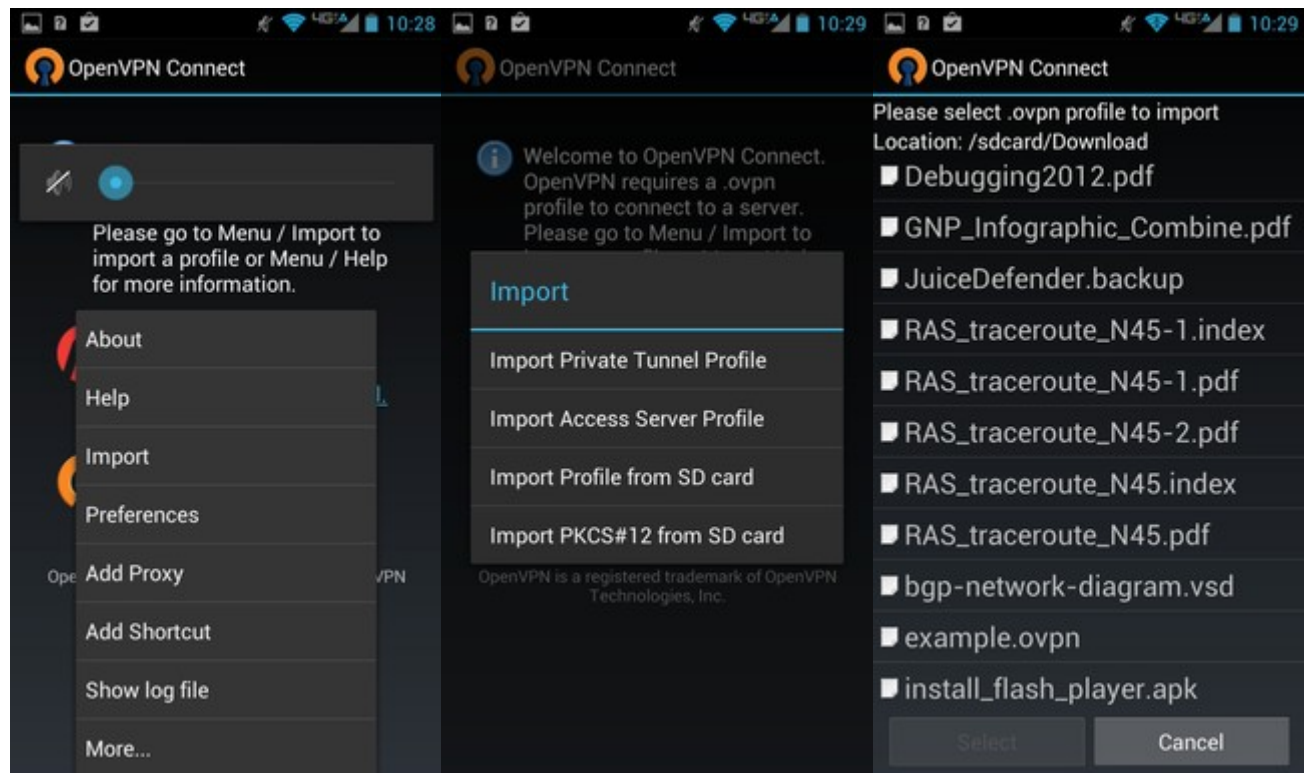 10:28
OpenVPN Connect
Please go to Menu / Import to
import a profile or Menu / Help
for more information.
About
Help
Import
Preferences
Ope
Add Proxy
VPN
Add Shortcut
Show log file
More...
4G
10:29
OpenVPN Connect
Welcome to OpenVPN Connect.
OpenVPN requires a .ovpn
profile to connect to a server.
Please go to Menu / Import to
Import
Import Private Tunnel Profile
Import Access Server Profile
Import Profile from SD card
Import PKCS#12 from SD card
OpenVPN is a registered trademark of OpenVPN
Technologies, Inc.
10:29
OpenVPN Connect
Please select .ovpn profile to import
Location: /sdcard/Download
Debugging2012.pdf
GNP_Infographic_Combine.pdf
JuiceDefender.backup
RAS_traceroute_N45-1.index
RAS_traceroute_N45-1.pdf
RAS_traceroute_N45-2.pdf
RAS_traceroute_N45.index
RAS_traceroute_N45.pdf
bgp-network-diagram.vsd
example.ovpn
install_flash_player.apk
Select
Cancel